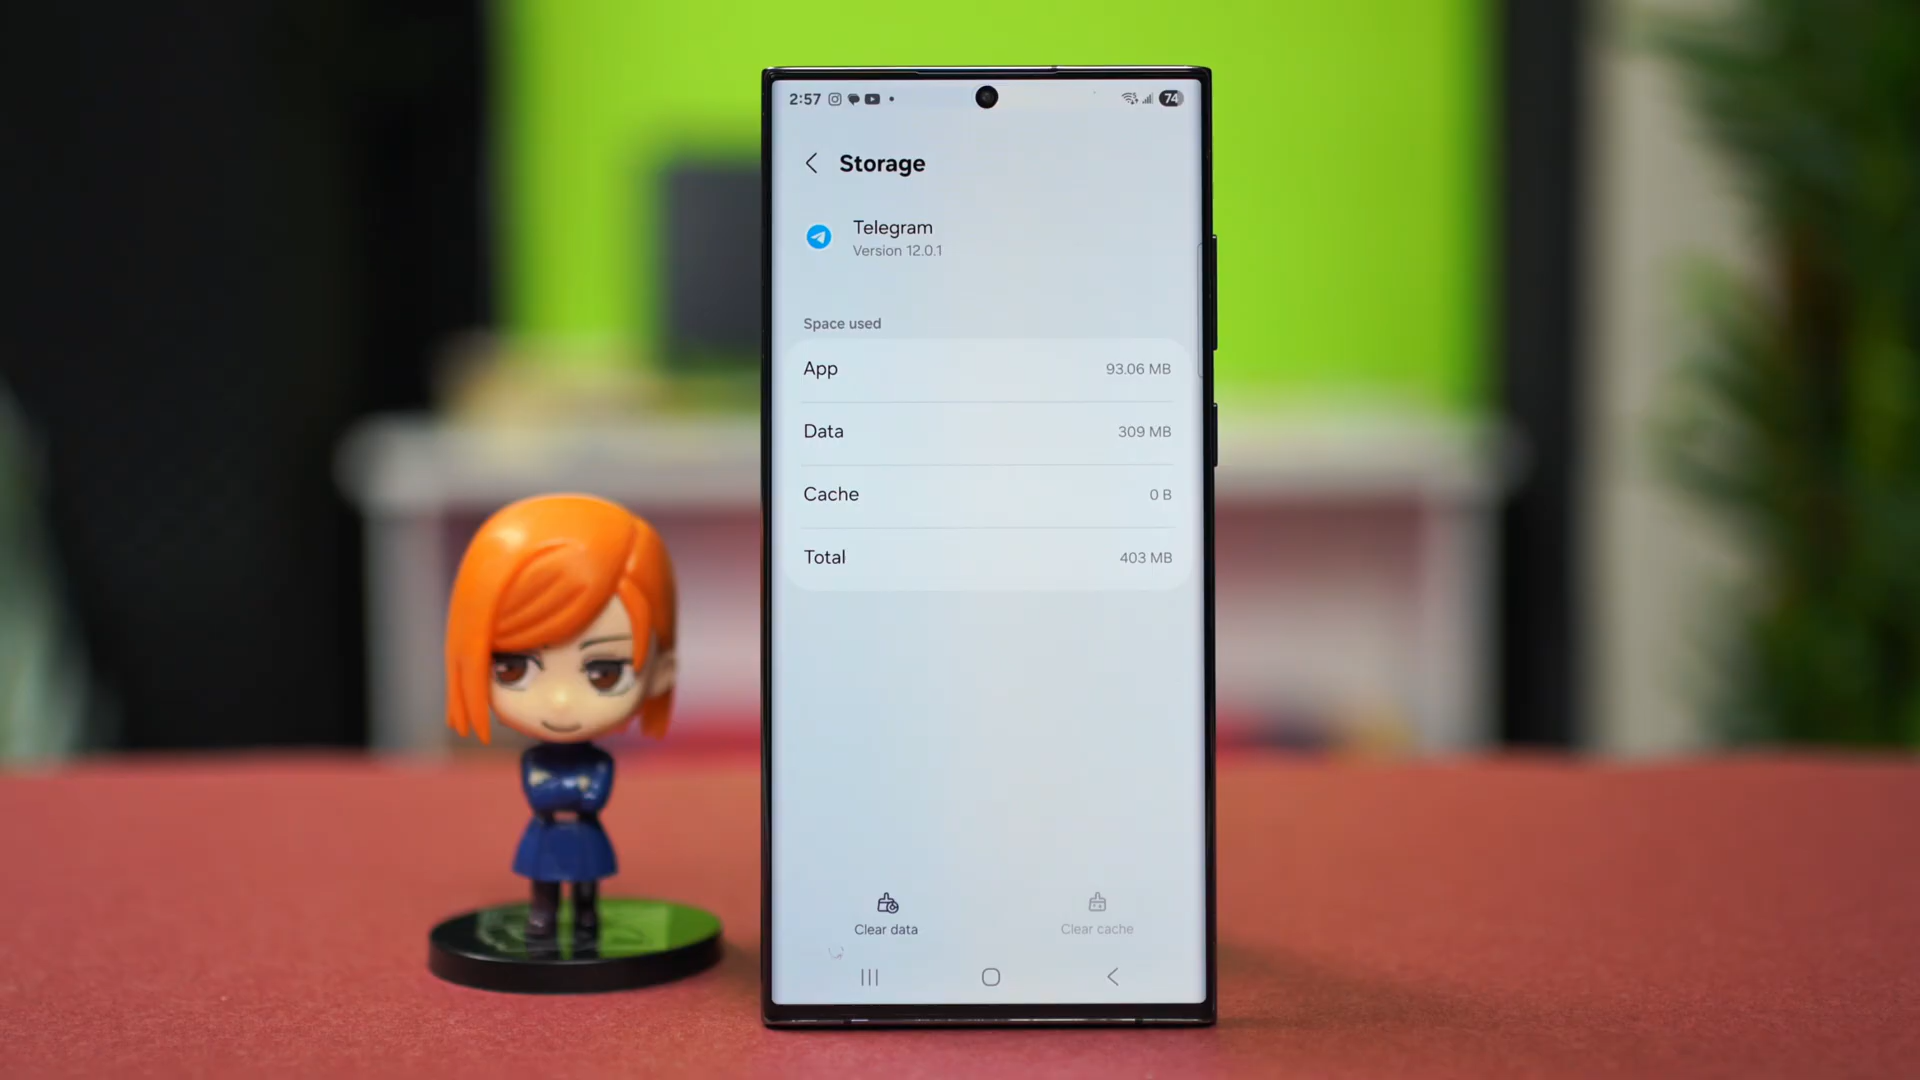 2:57
74
Storage
Telegram
Version 12.0.1
Space used
App 93.06 MB
Data 309 MB
Cache 0 B
Total 403 MB
Clear data Clear cache